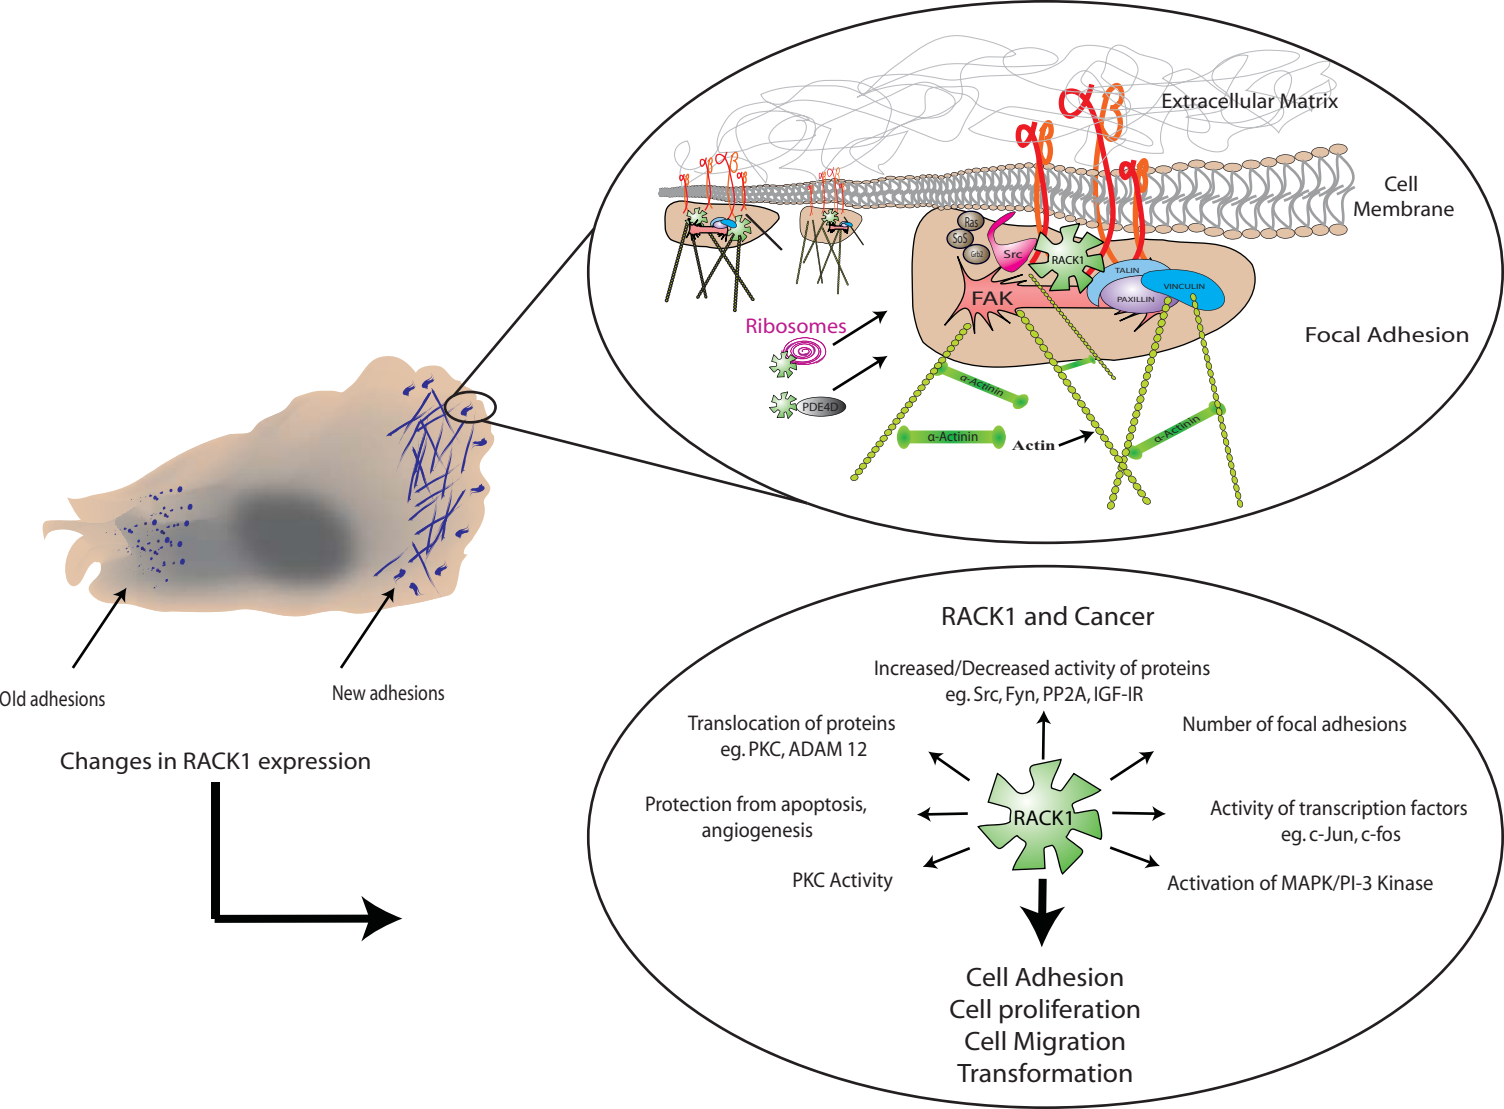 Extracellular Matrix
Cell
Membrane
α β
α β
α β
α β
α β
α β
Ras
SoS
Grb2
Src
RACK1
TALIN
FAK
PAXILLIN
VINCULIN
Ribosomes
Focal Adhesion
PDE4D
α-Actinin
α-Actinin
α-Actinin
Actin
Old adhesions
New adhesions
Changes in RACK1 expression
RACK1 and Cancer
Increased/Decreased activity of proteins
eg. Src, Fyn, PP2A, IGF-IR
Translocation of proteins
eg. PKC, ADAM 12
Number of focal adhesions
Protection from apoptosis,
angiogenesis
RACK1
Activity of transcription factors
eg. c-Jun, c-fos
PKC Activity
Activation of MAPK/PI-3 Kinase
Cell Adhesion
Cell proliferation
Cell Migration
Transformation